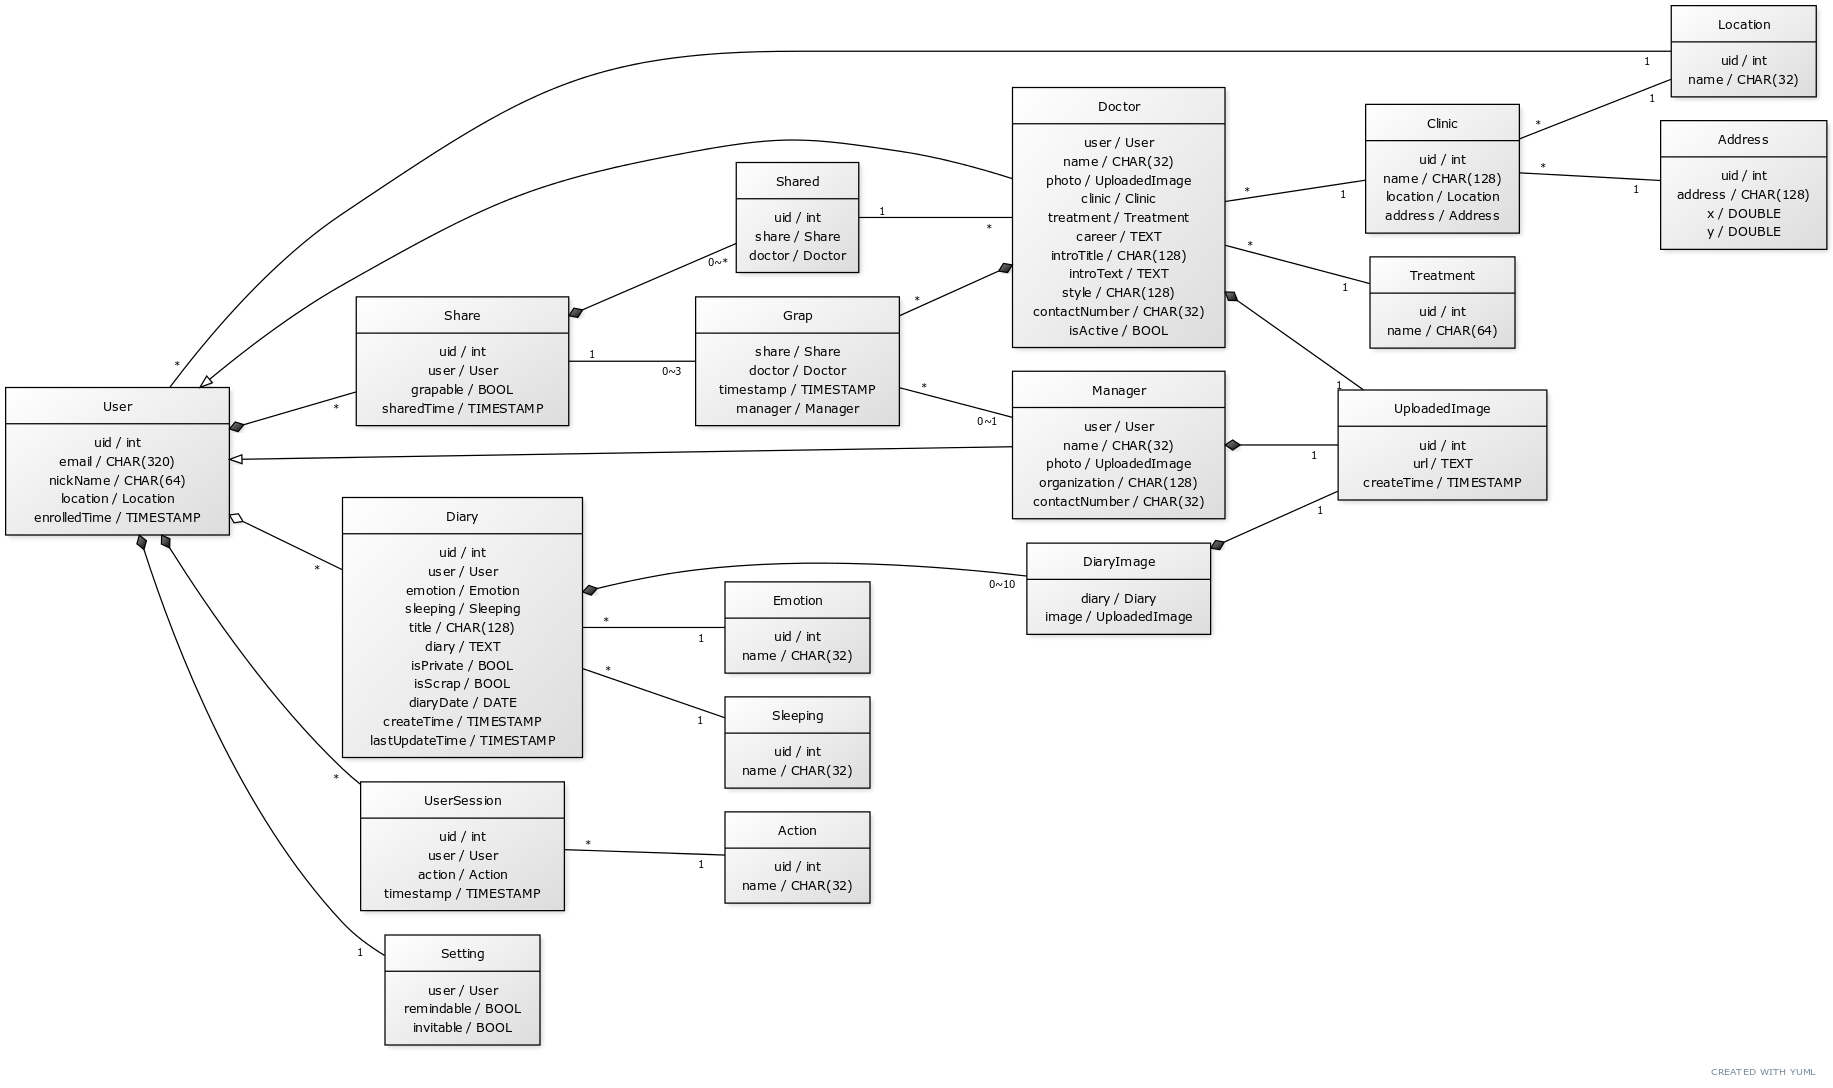 Location
uid / int
name / CHAR(32)
1
1
Doctor
user / User
name / CHAR(32)
photo / UploadedImage
clinic / Clinic
treatment / Treatment
career / TEXT
introTitle / CHAR(128)
introText / TEXT
style / CHAR(128)
contactNumber / CHAR(32)
isActive / BOOL
Clinic
uid / int
name / CHAR(128)
location / Location
address / Address
*
*
1
Address
uid / int
address / CHAR(128)
x / DOUBLE
y / DOUBLE
*
1
*
1
Treatment
uid / int
name / CHAR(64)
Shared
uid / int
share / Share
doctor / Doctor
1
*
0~*
Share
uid / int
user / User
grapable / BOOL
sharedTime / TIMESTAMP
1
0~3
Grap
share / Share
doctor / Doctor
timestamp / TIMESTAMP
manager / Manager
*
*
0~1
Manager
user / User
name / CHAR(32)
photo / UploadedImage
organization / CHAR(128)
contactNumber / CHAR(32)
1
1
1
UploadedImage
uid / int
url / TEXT
createTime / TIMESTAMP
*
User
uid / int
email / CHAR(320)
nickName / CHAR(64)
location / Location
enrolledTime / TIMESTAMP
*
*
Diary
uid / int
user / User
emotion / Emotion
sleeping / Sleeping
title / CHAR(128)
diary / TEXT
isPrivate / BOOL
isScrap / BOOL
diaryDate / DATE
createTime / TIMESTAMP
lastUpdateTime / TIMESTAMP
0~10
DiaryImage
diary / Diary
image / UploadedImage
*
1
Emotion
uid / int
name / CHAR(32)
*
1
Sleeping
uid / int
name / CHAR(32)
*
UserSession
uid / int
user / User
action / Action
timestamp / TIMESTAMP
*
1
Action
uid / int
name / CHAR(32)
1
Setting
user / User
remindable / BOOL
invitable / BOOL
CREATED WITH YUML